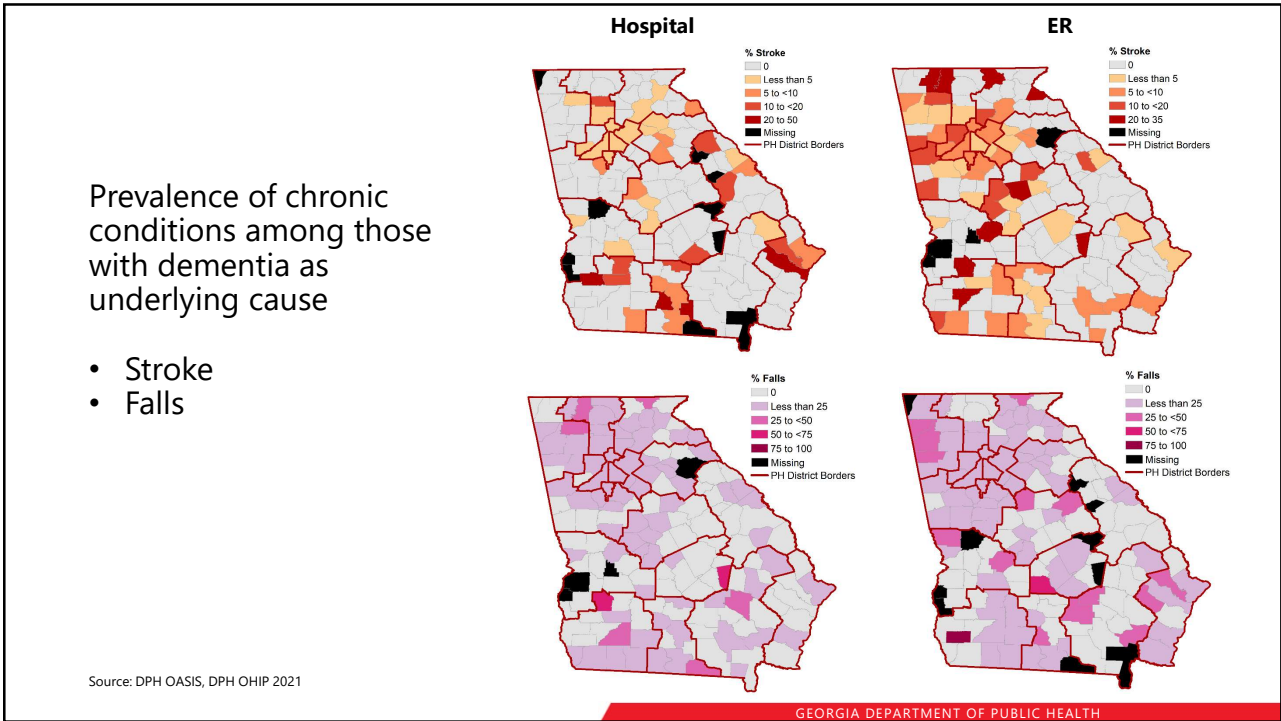 Hospital
ER
Prevalence of chronic
conditions among those
with dementia as
underlying cause
• Stroke
• Falls
% Stroke
0
Less than 5
5 to <10
10 to <20
20 to 50
Missing
PH District Borders
% Stroke
0
Less than 5
5 to <10
10 to <20
20 to 35
Missing
PH District Borders
% Falls
0
Less than 25
25 to <50
50 to <75
75 to 100
Missing
PH District Borders
% Falls
0
Less than 25
25 to <50
50 to <75
75 to 100
Missing
PH District Borders
Source: DPH OASIS, DPH OHIP 2021
GEORGIA DEPARTMENT OF PUBLIC HEALTH